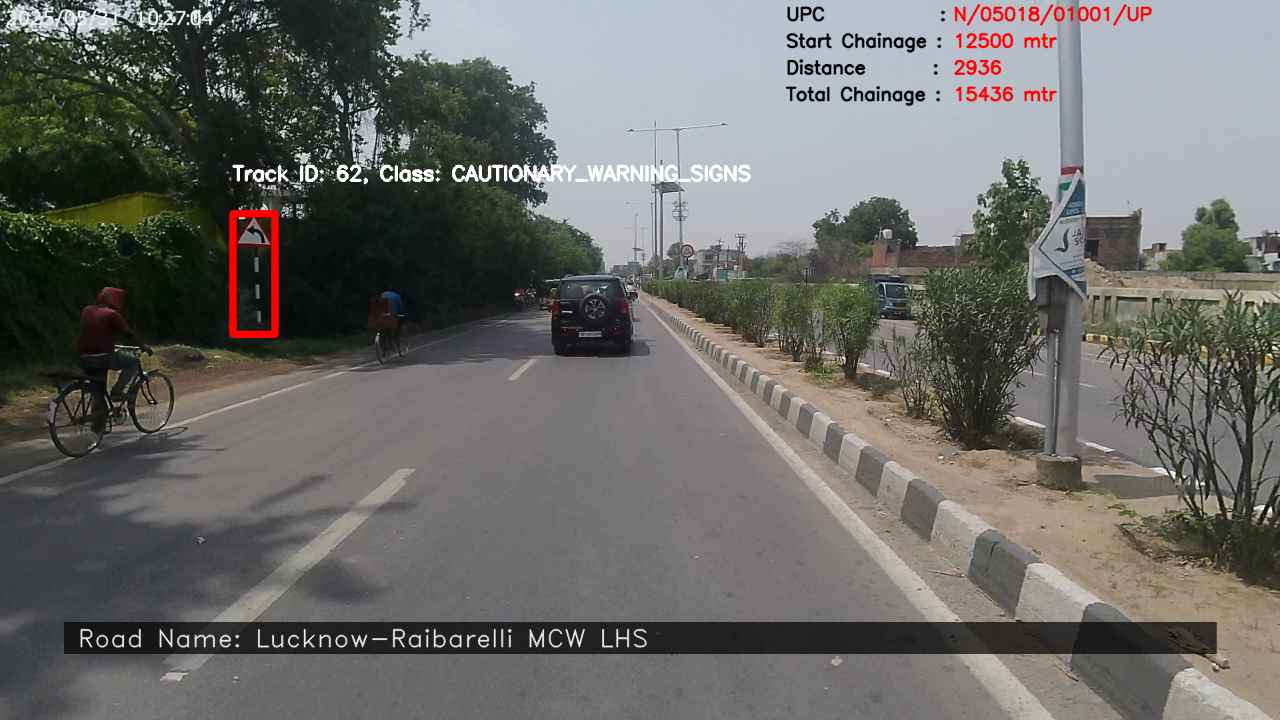 2025/05/31 10:27:04
UPC : N/05018/01001/UP
Start Chainage : 12500 mtr
Distance : 2936
Total Chainage : 15436 mtr
Track ID: 62, Class: CAUTIONARY_WARNING_SIGNS
Road Name: Lucknow-Raibarelli MCW LHS